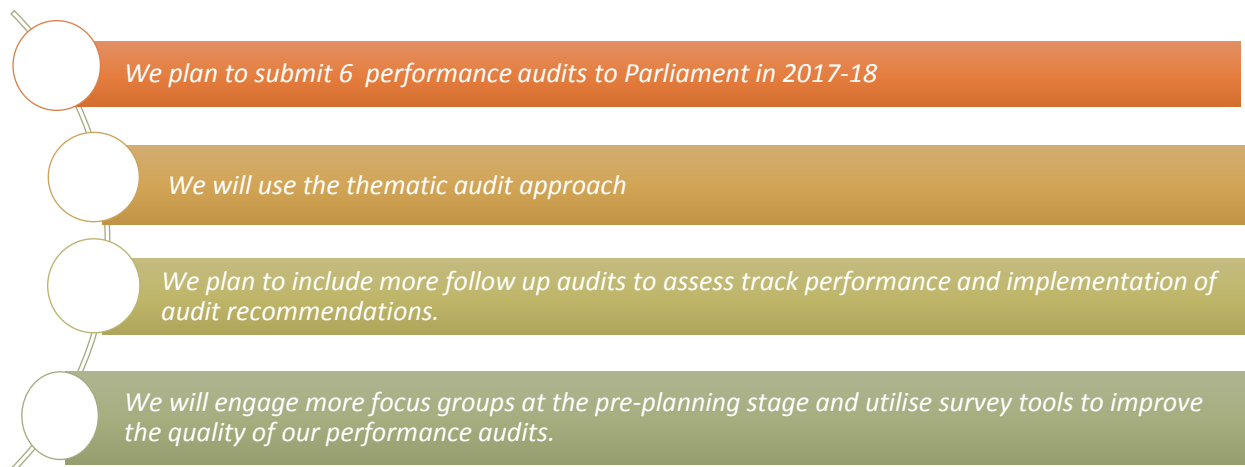 We plan to submit 6  performance audits to Parliament in 2017-18
We will use the thematic audit approach
We plan to include more follow up audits to assess track performance and implementation of
audit recommendations.
We will engage more focus groups at the pre-planning stage and utilise survey tools to improve
the quality of our performance audits.